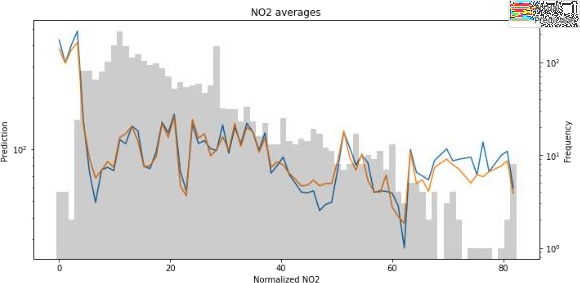 NO2 averages
10²
Prediction
10²
10¹
10⁰
Frequency
0 20 40 60 80
Normalized NO2